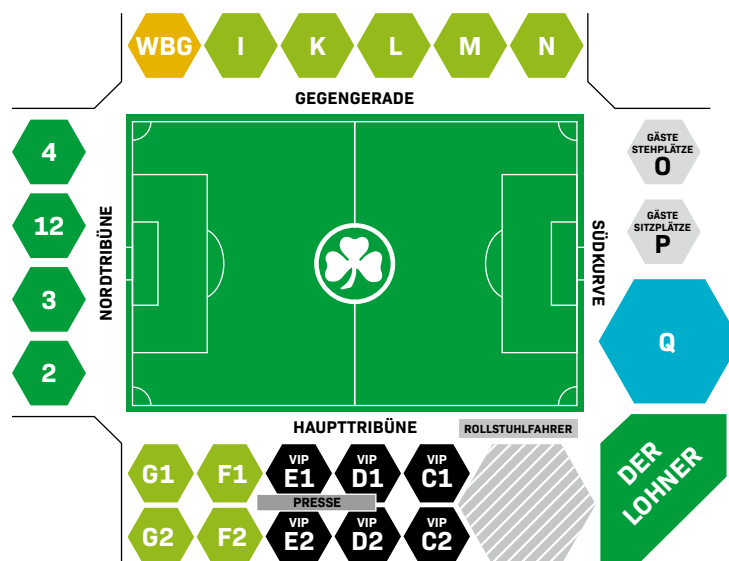 WBG
I
K
L
M
N
GEGENGERADE
4
12
3
2
NORDTRIBÜNE
SÜDKURVE
GÄSTE
STEHPLÄTZE
O
GÄSTE
SITZPLÄTZE
P
Q
HAUPTTRIBÜNE
ROLLSTUHLFAHRER
G1
F1
VIP
E1
VIP
D1
VIP
C1
PRESSE
G2
F2
VIP
E2
VIP
D2
VIP
C2
DER
LOHNER